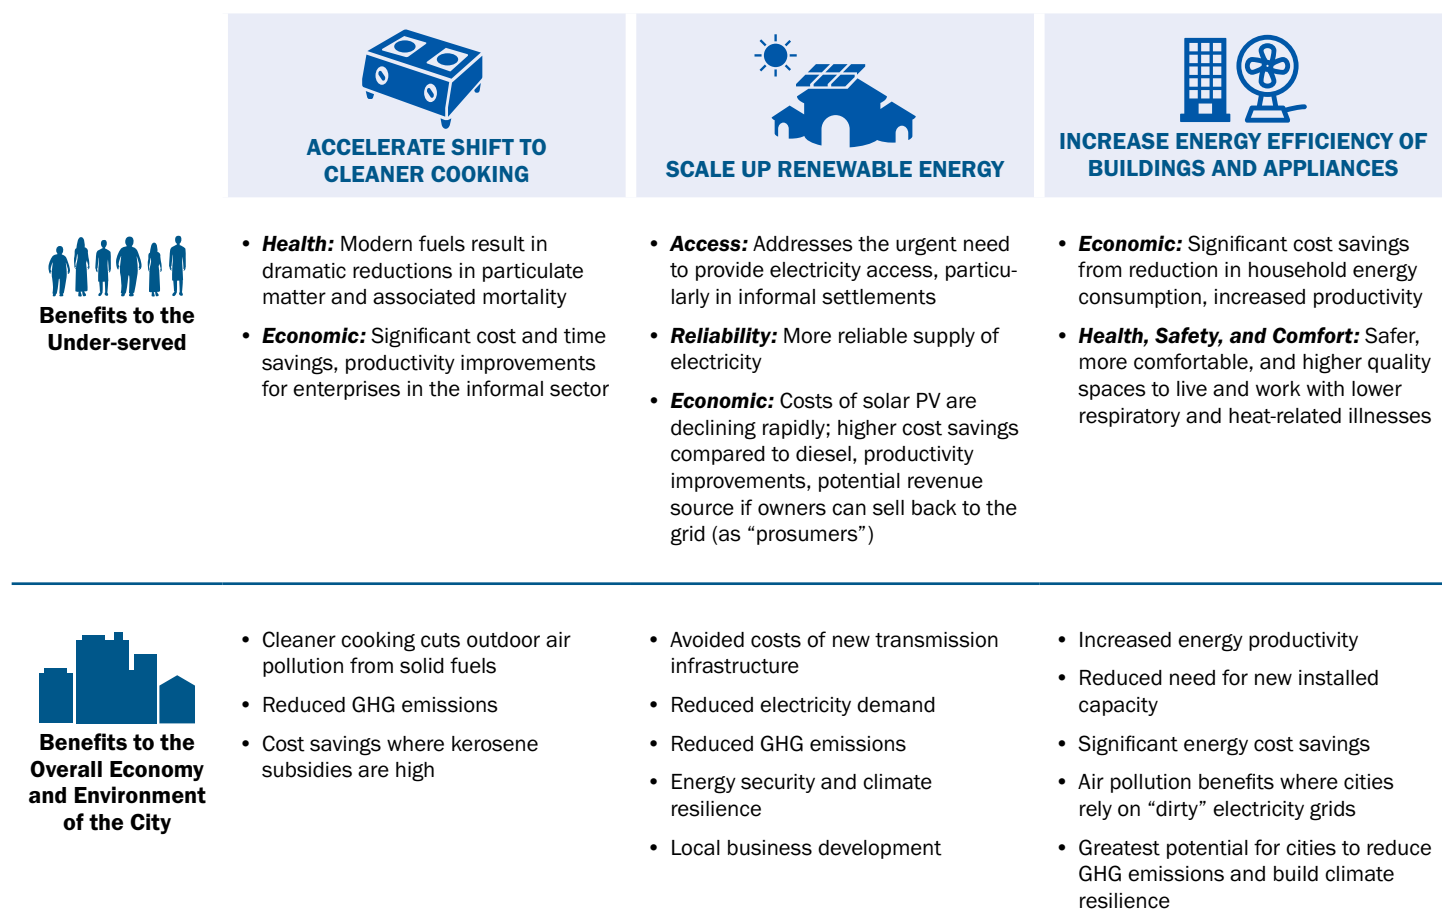 ACCELERATE SHIFT TO
CLEANER COOKING
SCALE UP RENEWABLE ENERGY
INCREASE ENERGY EFFICIENCY OF
BUILDINGS AND APPLIANCES
Benefits to the
Under-served
• Health: Modern fuels result in
dramatic reductions in particulate
matter and associated mortality
• Economic: Significant cost and time
savings, productivity improvements
for enterprises in the informal sector
• Access: Addresses the urgent need
to provide electricity access, particu-
larly in informal settlements
• Reliability: More reliable supply of
electricity
• Economic: Costs of solar PV are
declining rapidly; higher cost savings
compared to diesel, productivity
improvements, potential revenue
source if owners can sell back to the
grid (as “prosumers”)
• Economic: Significant cost savings
from reduction in household energy
consumption, increased productivity
• Health, Safety, and Comfort: Safer,
more comfortable, and higher quality
spaces to live and work with lower
respiratory and heat-related illnesses
Benefits to the
Overall Economy
and Environment
of the City
• Cleaner cooking cuts outdoor air
pollution from solid fuels
• Reduced GHG emissions
• Cost savings where kerosene
subsidies are high
• Avoided costs of new transmission
infrastructure
• Reduced electricity demand
• Reduced GHG emissions
• Energy security and climate
resilience
• Local business development
• Increased energy productivity
• Reduced need for new installed
capacity
• Significant energy cost savings
• Air pollution benefits where cities
rely on “dirty” electricity grids
• Greatest potential for cities to reduce
GHG emissions and build climate
resilience